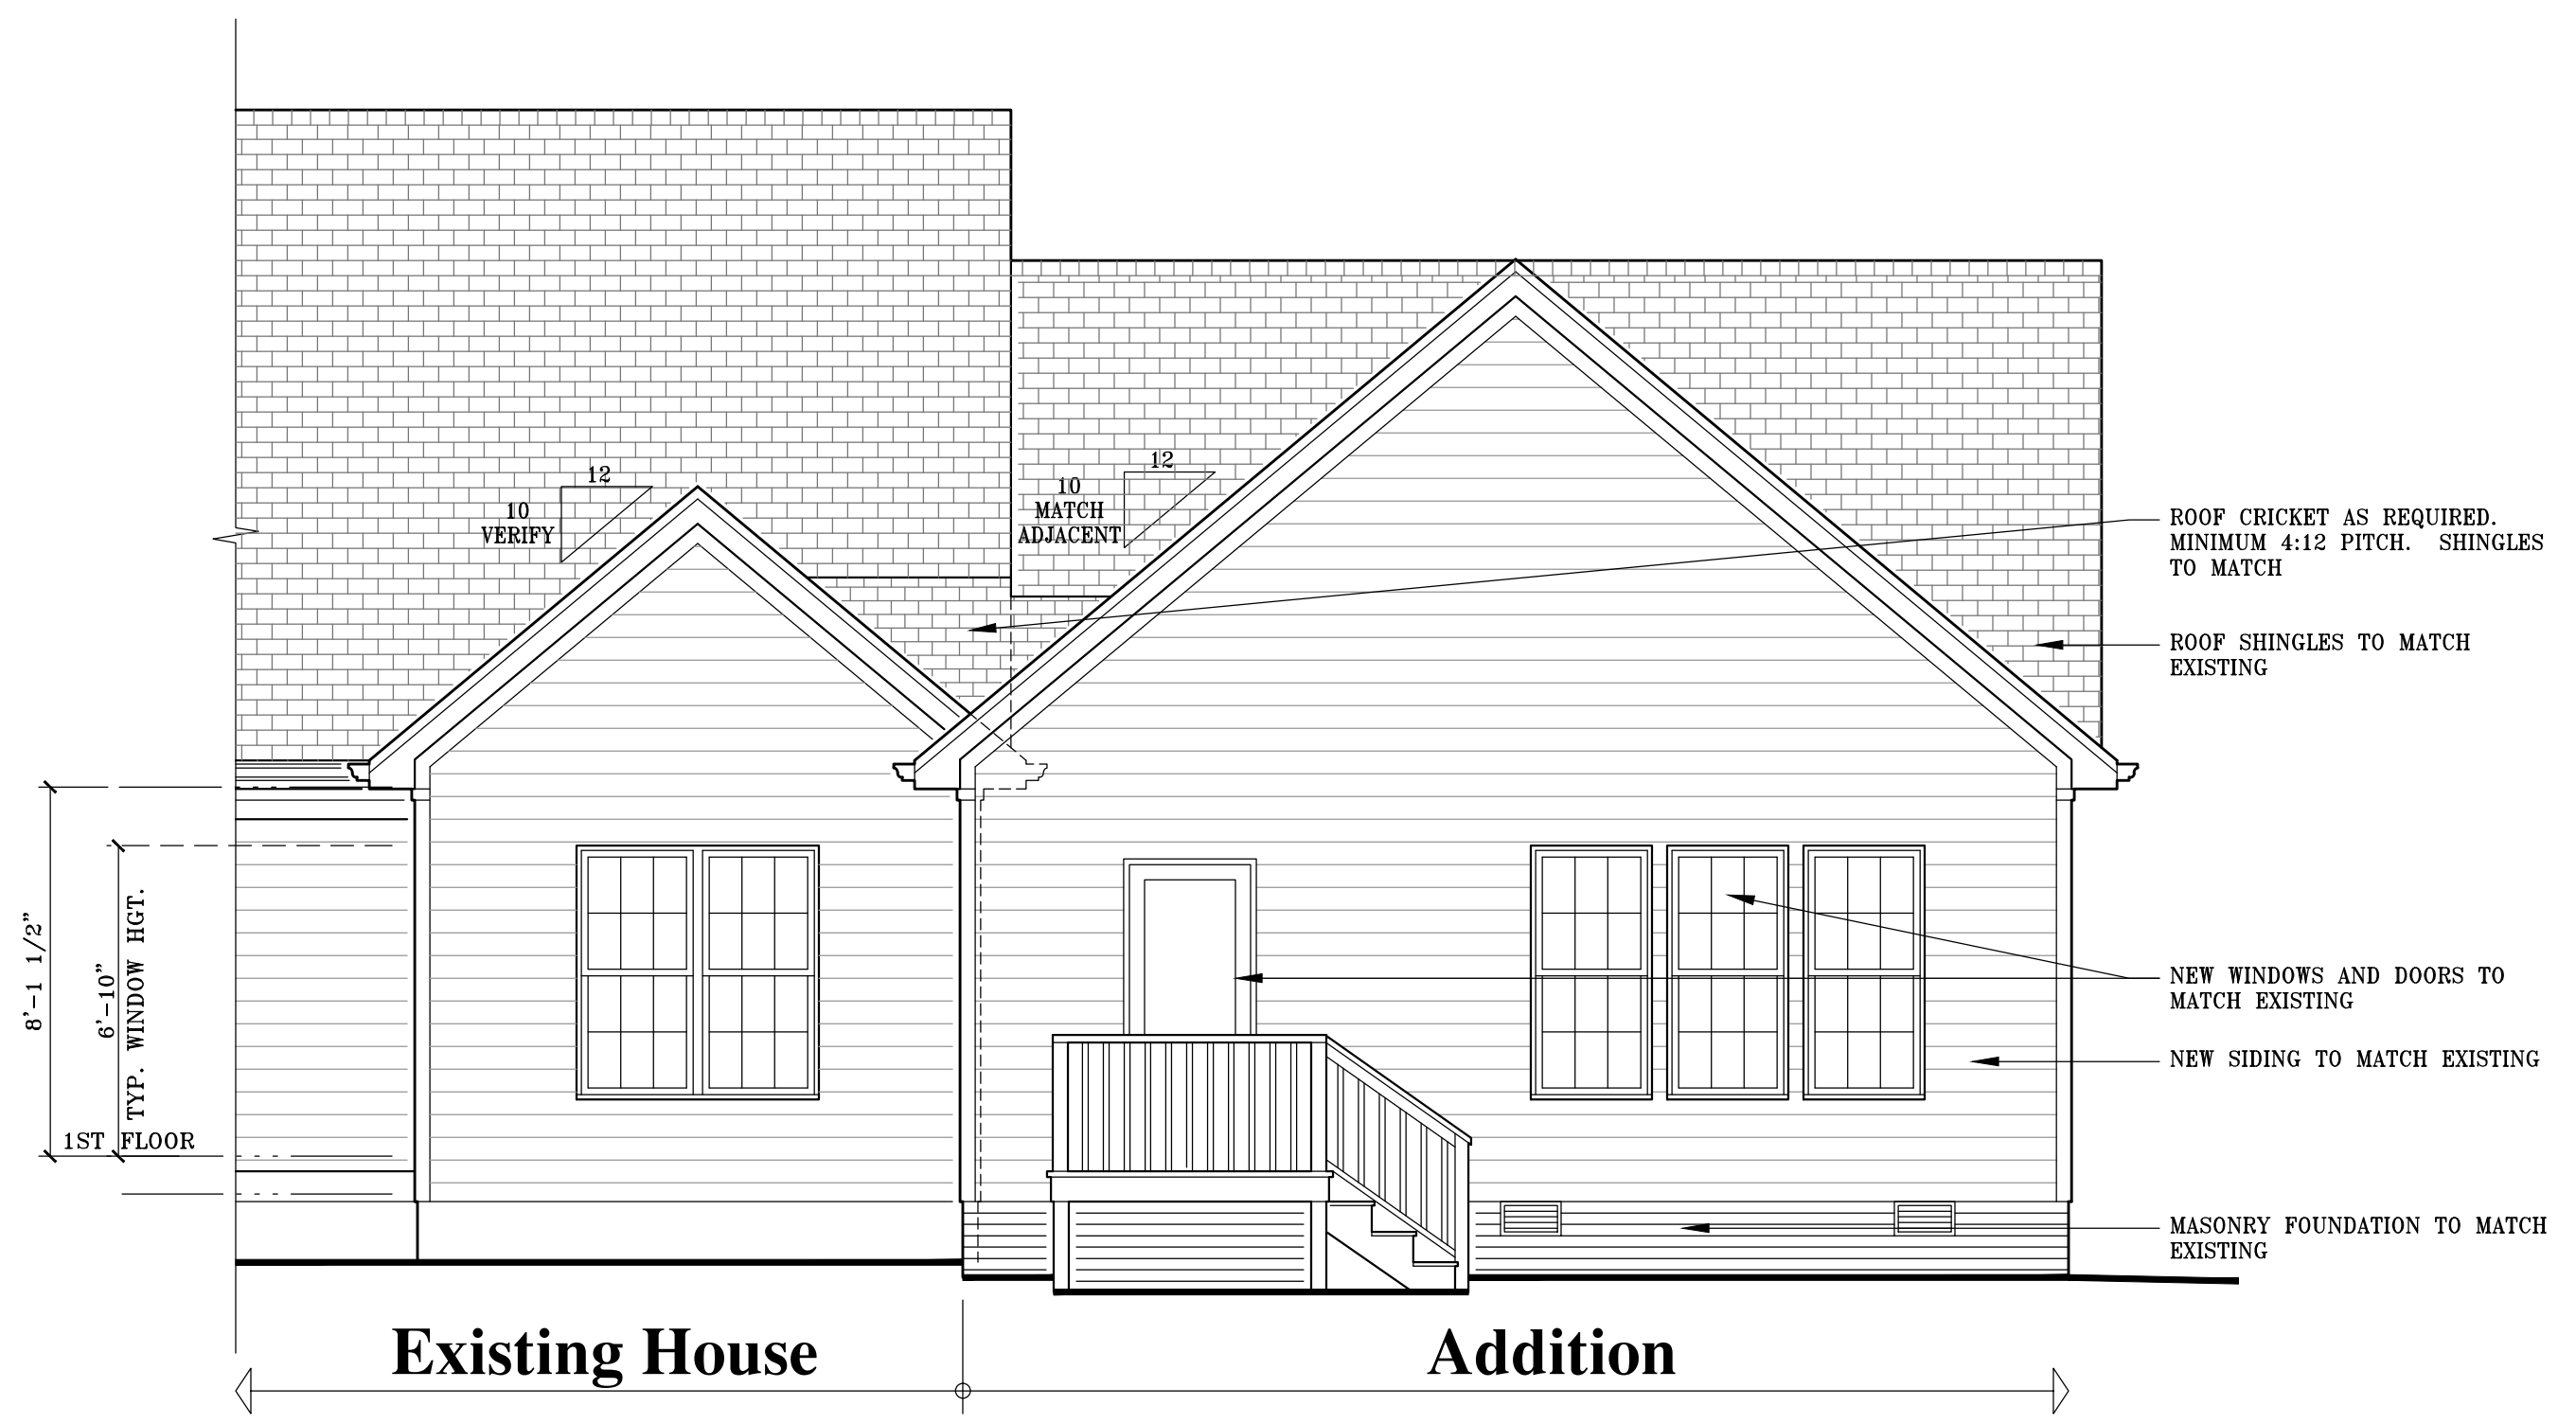 12
10
VERIFY
12
10
MATCH
ADJACENT
ROOF CRICKET AS REQUIRED.
MINIMUM 4:12 PITCH. SHINGLES
TO MATCH
ROOF SHINGLES TO MATCH
EXISTING
8'-1 1/2"
6'-10"
TYP. WINDOW HGT.
1ST FLOOR
NEW WINDOWS AND DOORS TO
MATCH EXISTING
NEW SIDING TO MATCH EXISTING
MASONRY FOUNDATION TO MATCH
EXISTING
Existing House
Addition